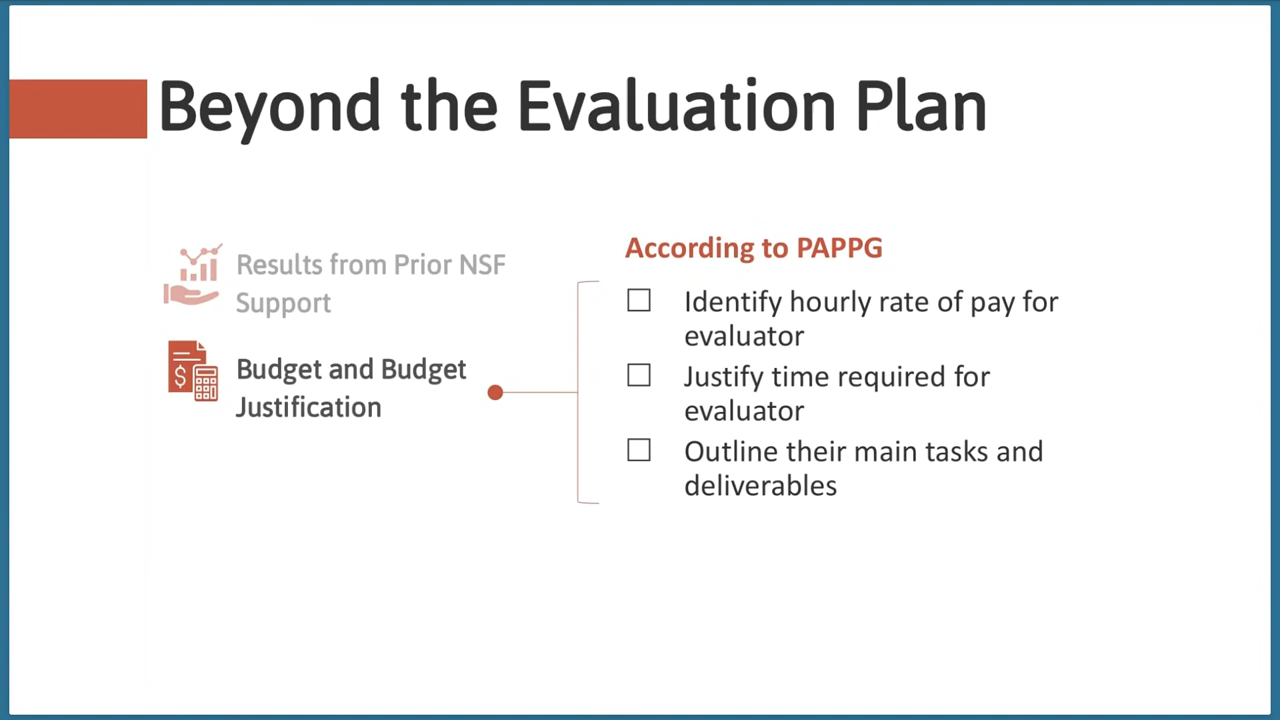 Beyond the Evaluation Plan
Results from Prior NSF
Support
Budget and Budget
Justification
According to PAPPG
☐ Identify hourly rate of pay for
evaluator
☐ Justify time required for
evaluator
☐ Outline their main tasks and
deliverables